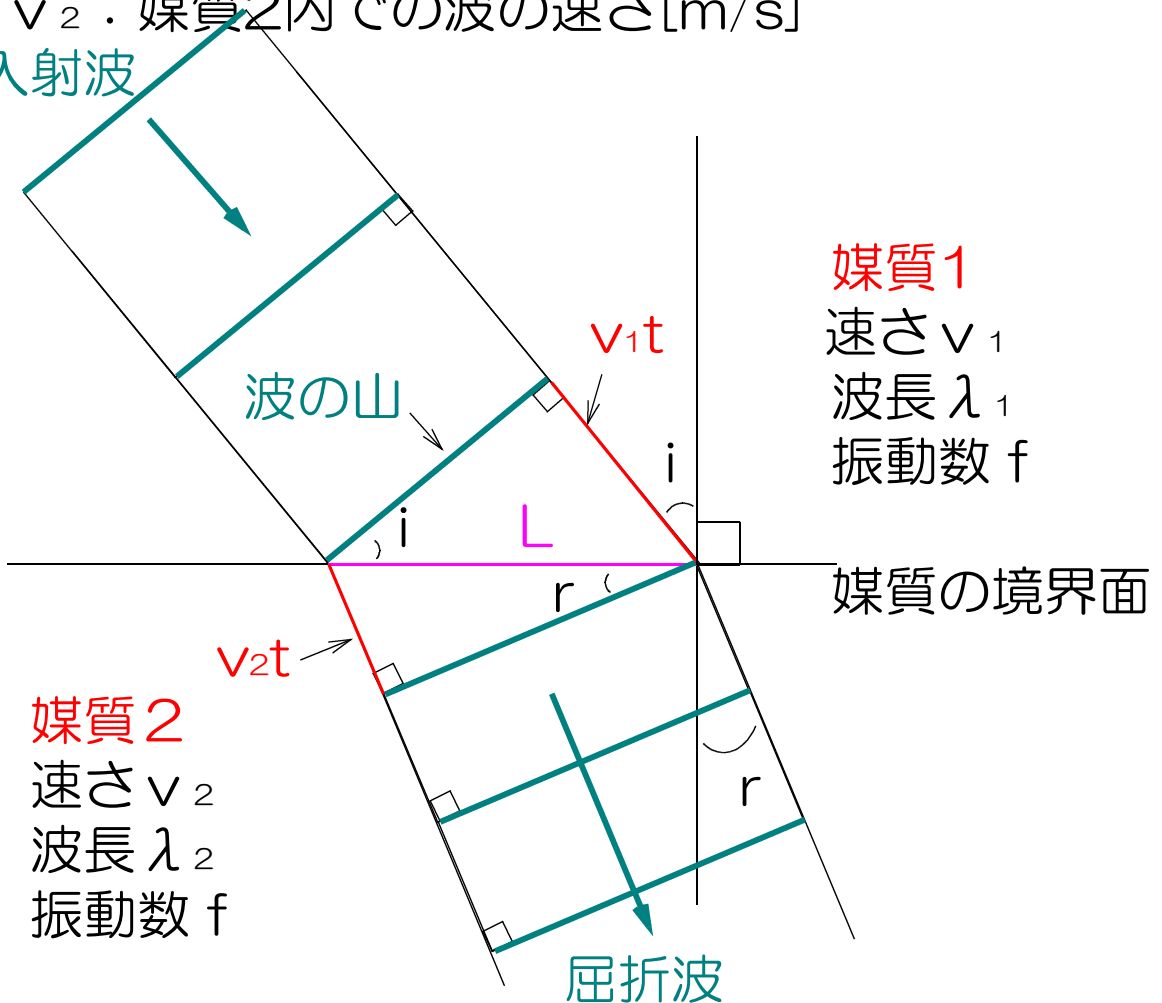 v₂：媒質2内での波の速さ[m/s]
入射波
媒質1
速さv₁
波長λ₁
振動数f
v₁t
波の山
i
i
L
r
媒質の境界面
v₂t
媒質2
速さv₂
波長λ₂
振動数f
r
屈折波